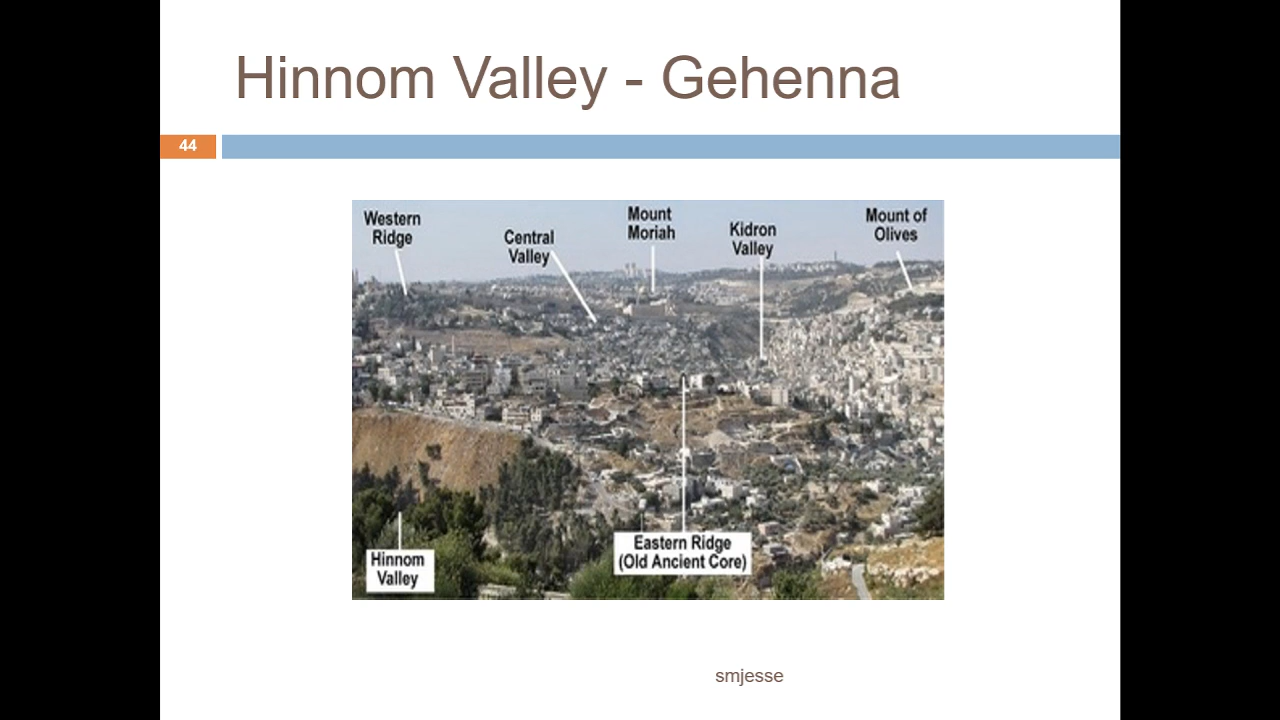 Hinnom Valley - Gehenna
44
Western
Ridge
Central
Valley
Mount
Moriah
Kidron
Valley
Mount of
Olives
Hinnom
Valley
Eastern Ridge
(Old Ancient Core)
smjesse